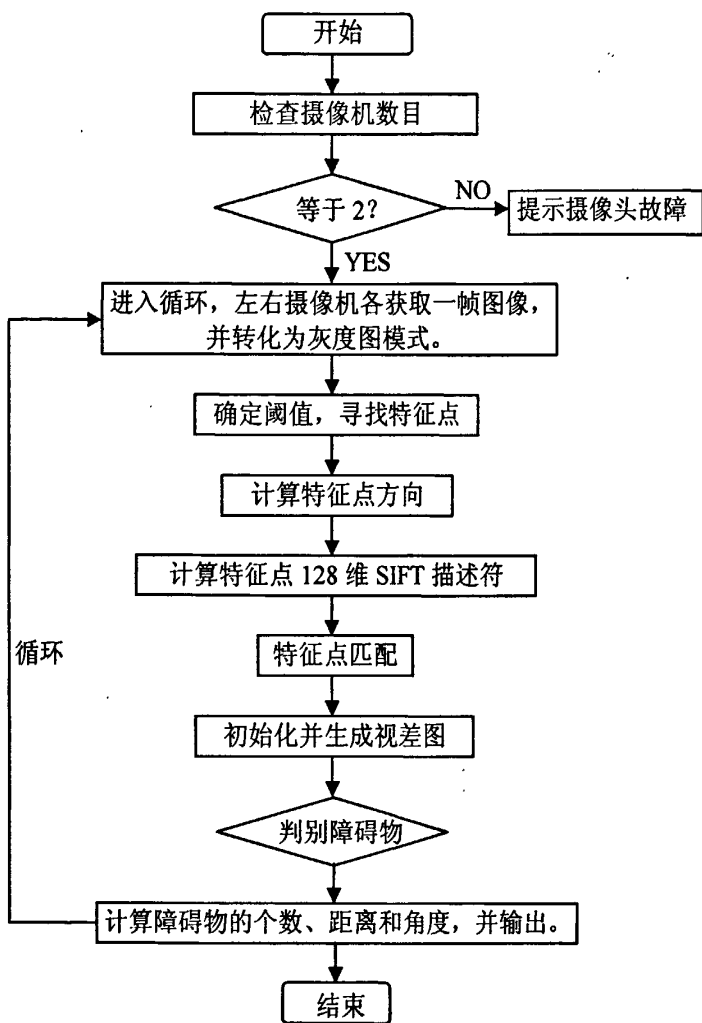 开始
检查摄像机数目
等于 2?
NO
提示摄像头故障
YES
进入循环，左右摄像机各获取一帧图像，
并转化为灰度图模式。
确定阈值，寻找特征点
计算特征点方向
计算特征点 128 维 SIFT 描述符
循环
特征点匹配
初始化并生成视差图
判别障碍物
计算障碍物的个数、距离和角度，并输出。
结束